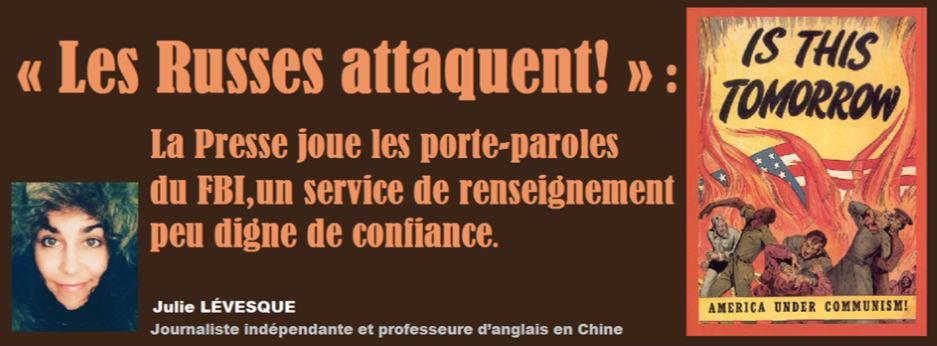 « Les Russes attaquent! » :
La Presse joue les porte-paroles
du FBI,un service de renseignement
peu digne de confiance.
Julie LÉVESQUE
Journaliste indépendante et professeure d’anglais en Chine
IS THIS
TOMORROW
AMERICA UNDER COMMUNISM!